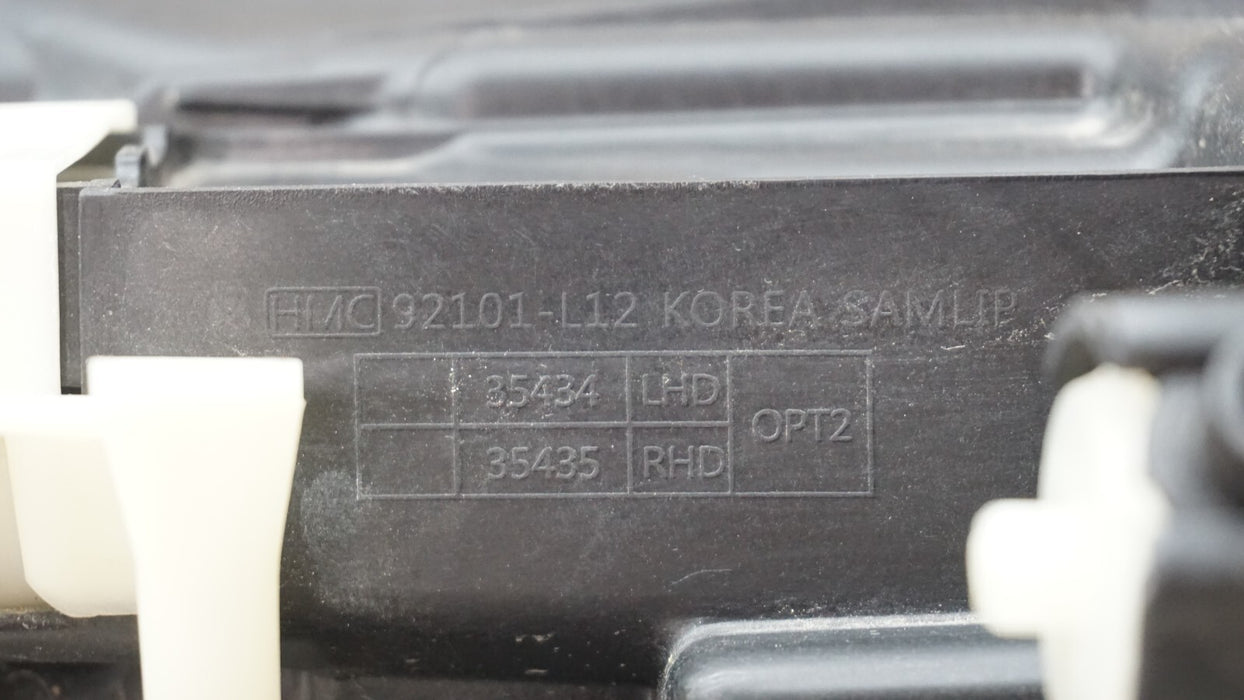 HMC 92101-L12 KOREA SAMLIP
35434 LHD OPT2
35435 RHD